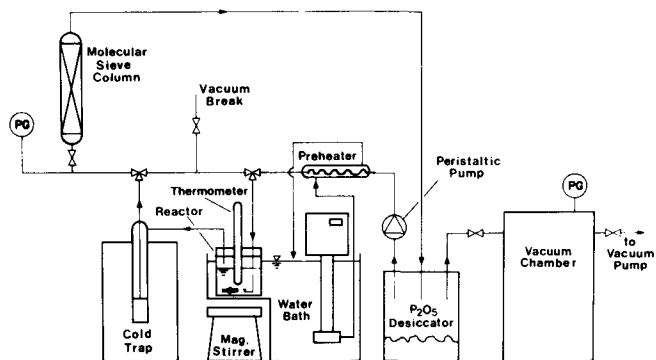 Molecular
Sieve
Column
Vacuum
Break
PG
Preheater
Peristaltic
Pump
Thermometer
Reactor
PG
Vacuum
Chamber
to
Vacuum
Pump
Water
Bath
P₂O₅
Desiccator
Cold
Trap
Mag.
Stirrer